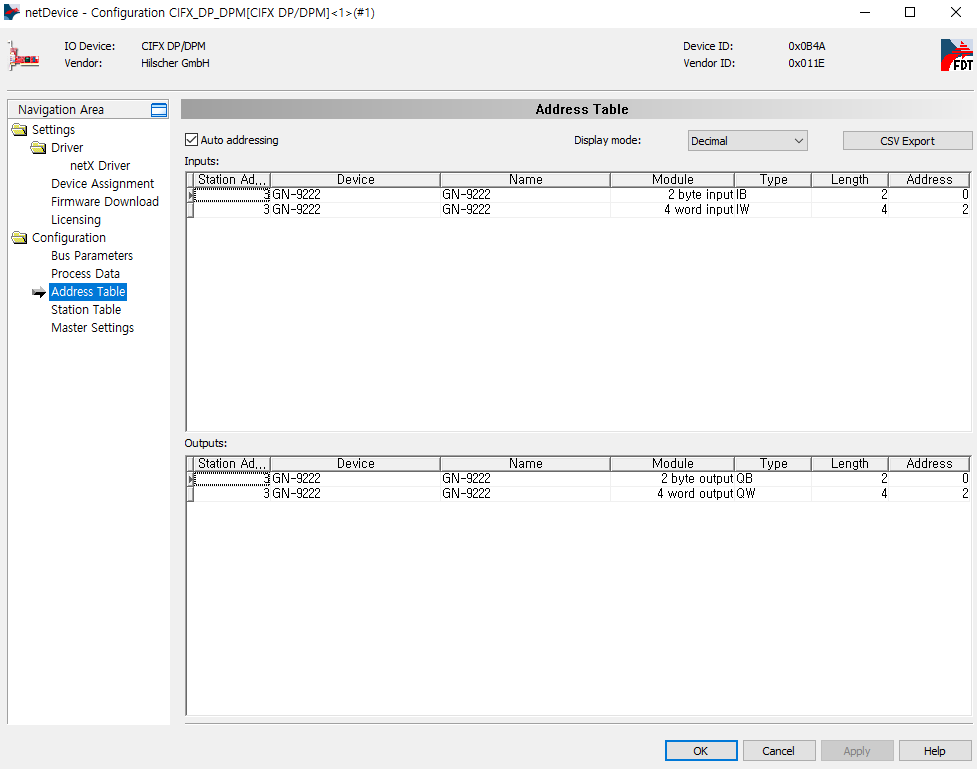 netDevice - Configuration CIFX_DP_DPM[CIFX DP/DPM]<1>(#1)
IO Device: CIFX DP/DPM Device ID: 0x0B4A
Vendor: Hilscher GmbH Vendor ID: 0x011E
FDT
Navigation Area
Settings
Driver
netX Driver
Device Assignment
Firmware Download
Licensing
Configuration
Bus Parameters
Process Data
Address Table
Station Table
Master Settings
Address Table
Auto addressing Display mode: Decimal CSV Export
Inputs:
Station Ad... Device Name Module Type Length Address
3 GN-9222 GN-9222 2 byte input IB 2 0
3 GN-9222 GN-9222 4 word input IW 4 2
Outputs:
Station Ad... Device Name Module Type Length Address
3 GN-9222 GN-9222 2 byte output QB 2 0
3 GN-9222 GN-9222 4 word output QW 4 2
OK Cancel Apply Help